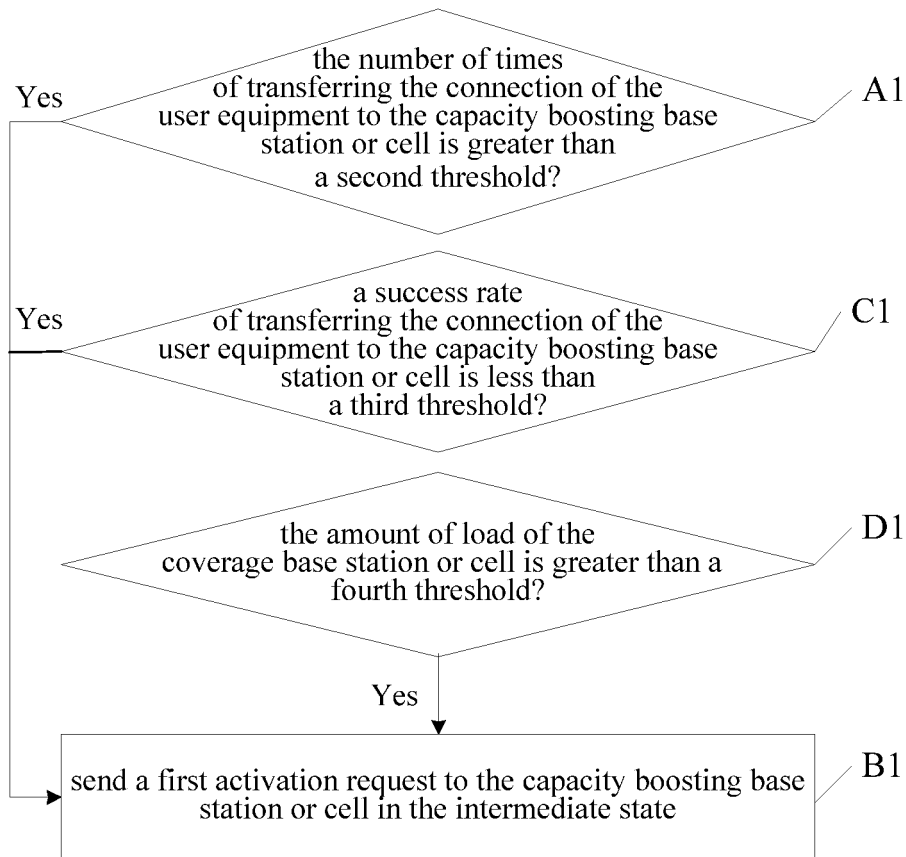 the number of times
of transferring the connection of the
user equipment to the capacity boosting base
station or cell is greater than
a second threshold?
Yes
A1
a success rate
of transferring the connection of the
user equipment to the capacity boosting base
station or cell is less than
a third threshold?
Yes
C1
the amount of load of the
coverage base station or cell is greater than a
fourth threshold?
D1
Yes
send a first activation request to the capacity boosting base
station or cell in the intermediate state
B1